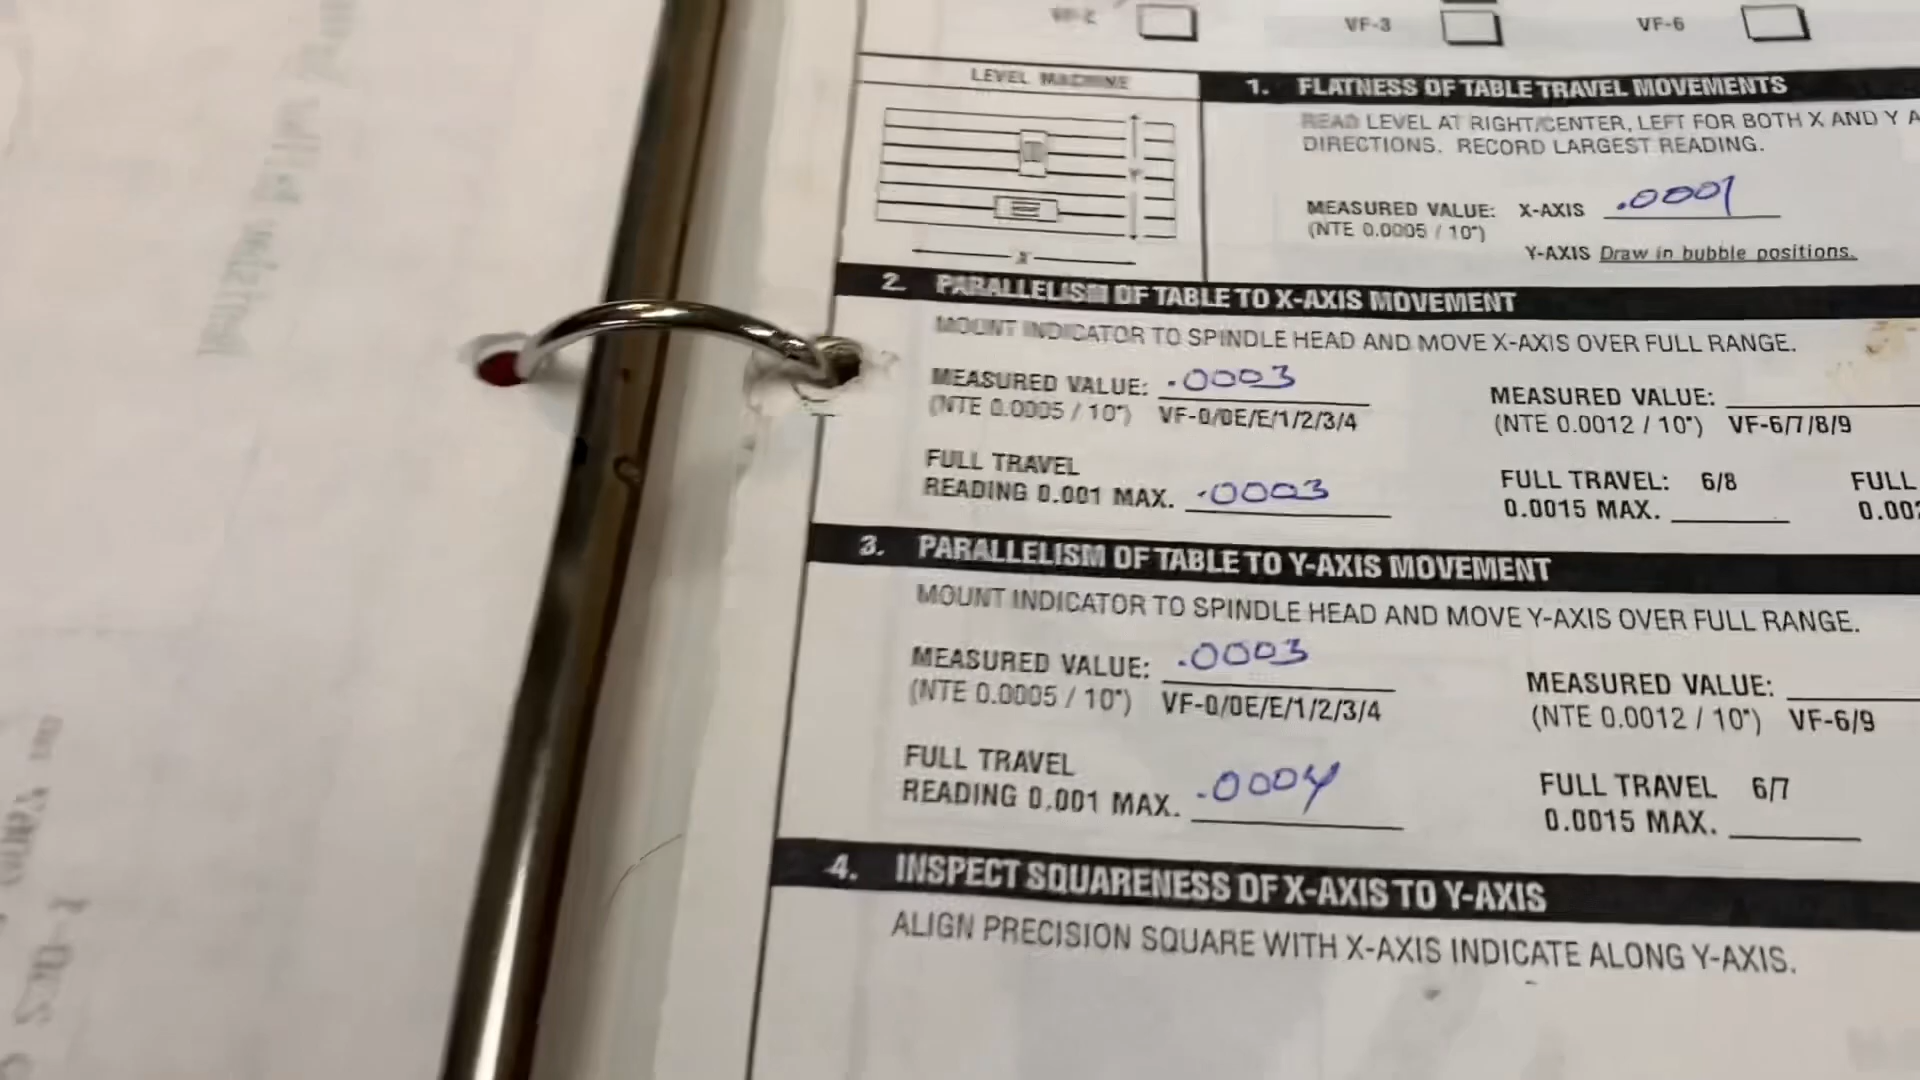 VF-2 VF-3 VF-6
LEVEL MACHINE
Y
X
1. FLATNESS OF TABLE TRAVEL MOVEMENTS
READ LEVEL AT RIGHT/CENTER, LEFT FOR BOTH X AND Y A
DIRECTIONS. RECORD LARGEST READING.
MEASURED VALUE: X-AXIS .0001
(NTE 0.0005 / 10")
Y-AXIS Draw in bubble positions.
2. PARALLELISM OF TABLE TO X-AXIS MOVEMENT
MOUNT INDICATOR TO SPINDLE HEAD AND MOVE X-AXIS OVER FULL RANGE.
MEASURED VALUE: .0003 MEASURED VALUE:
(NTE 0.0005 / 10") VF-0/0E/E/1/2/3/4 (NTE 0.0012 / 10") VF-6/7/8/9
FULL TRAVEL FULL TRAVEL: 6/8 FULL
READING 0.001 MAX. .0003 0.0015 MAX. 0.002
3. PARALLELISM OF TABLE TO Y-AXIS MOVEMENT
MOUNT INDICATOR TO SPINDLE HEAD AND MOVE Y-AXIS OVER FULL RANGE.
MEASURED VALUE: .0003 MEASURED VALUE:
(NTE 0.0005 / 10") VF-0/0E/E/1/2/3/4 (NTE 0.0012 / 10") VF-6/9
FULL TRAVEL FULL TRAVEL 6/7
READING 0.001 MAX. .0004 0.0015 MAX.
4. INSPECT SQUARENESS OF X-AXIS TO Y-AXIS
ALIGN PRECISION SQUARE WITH X-AXIS INDICATE ALONG Y-AXIS.